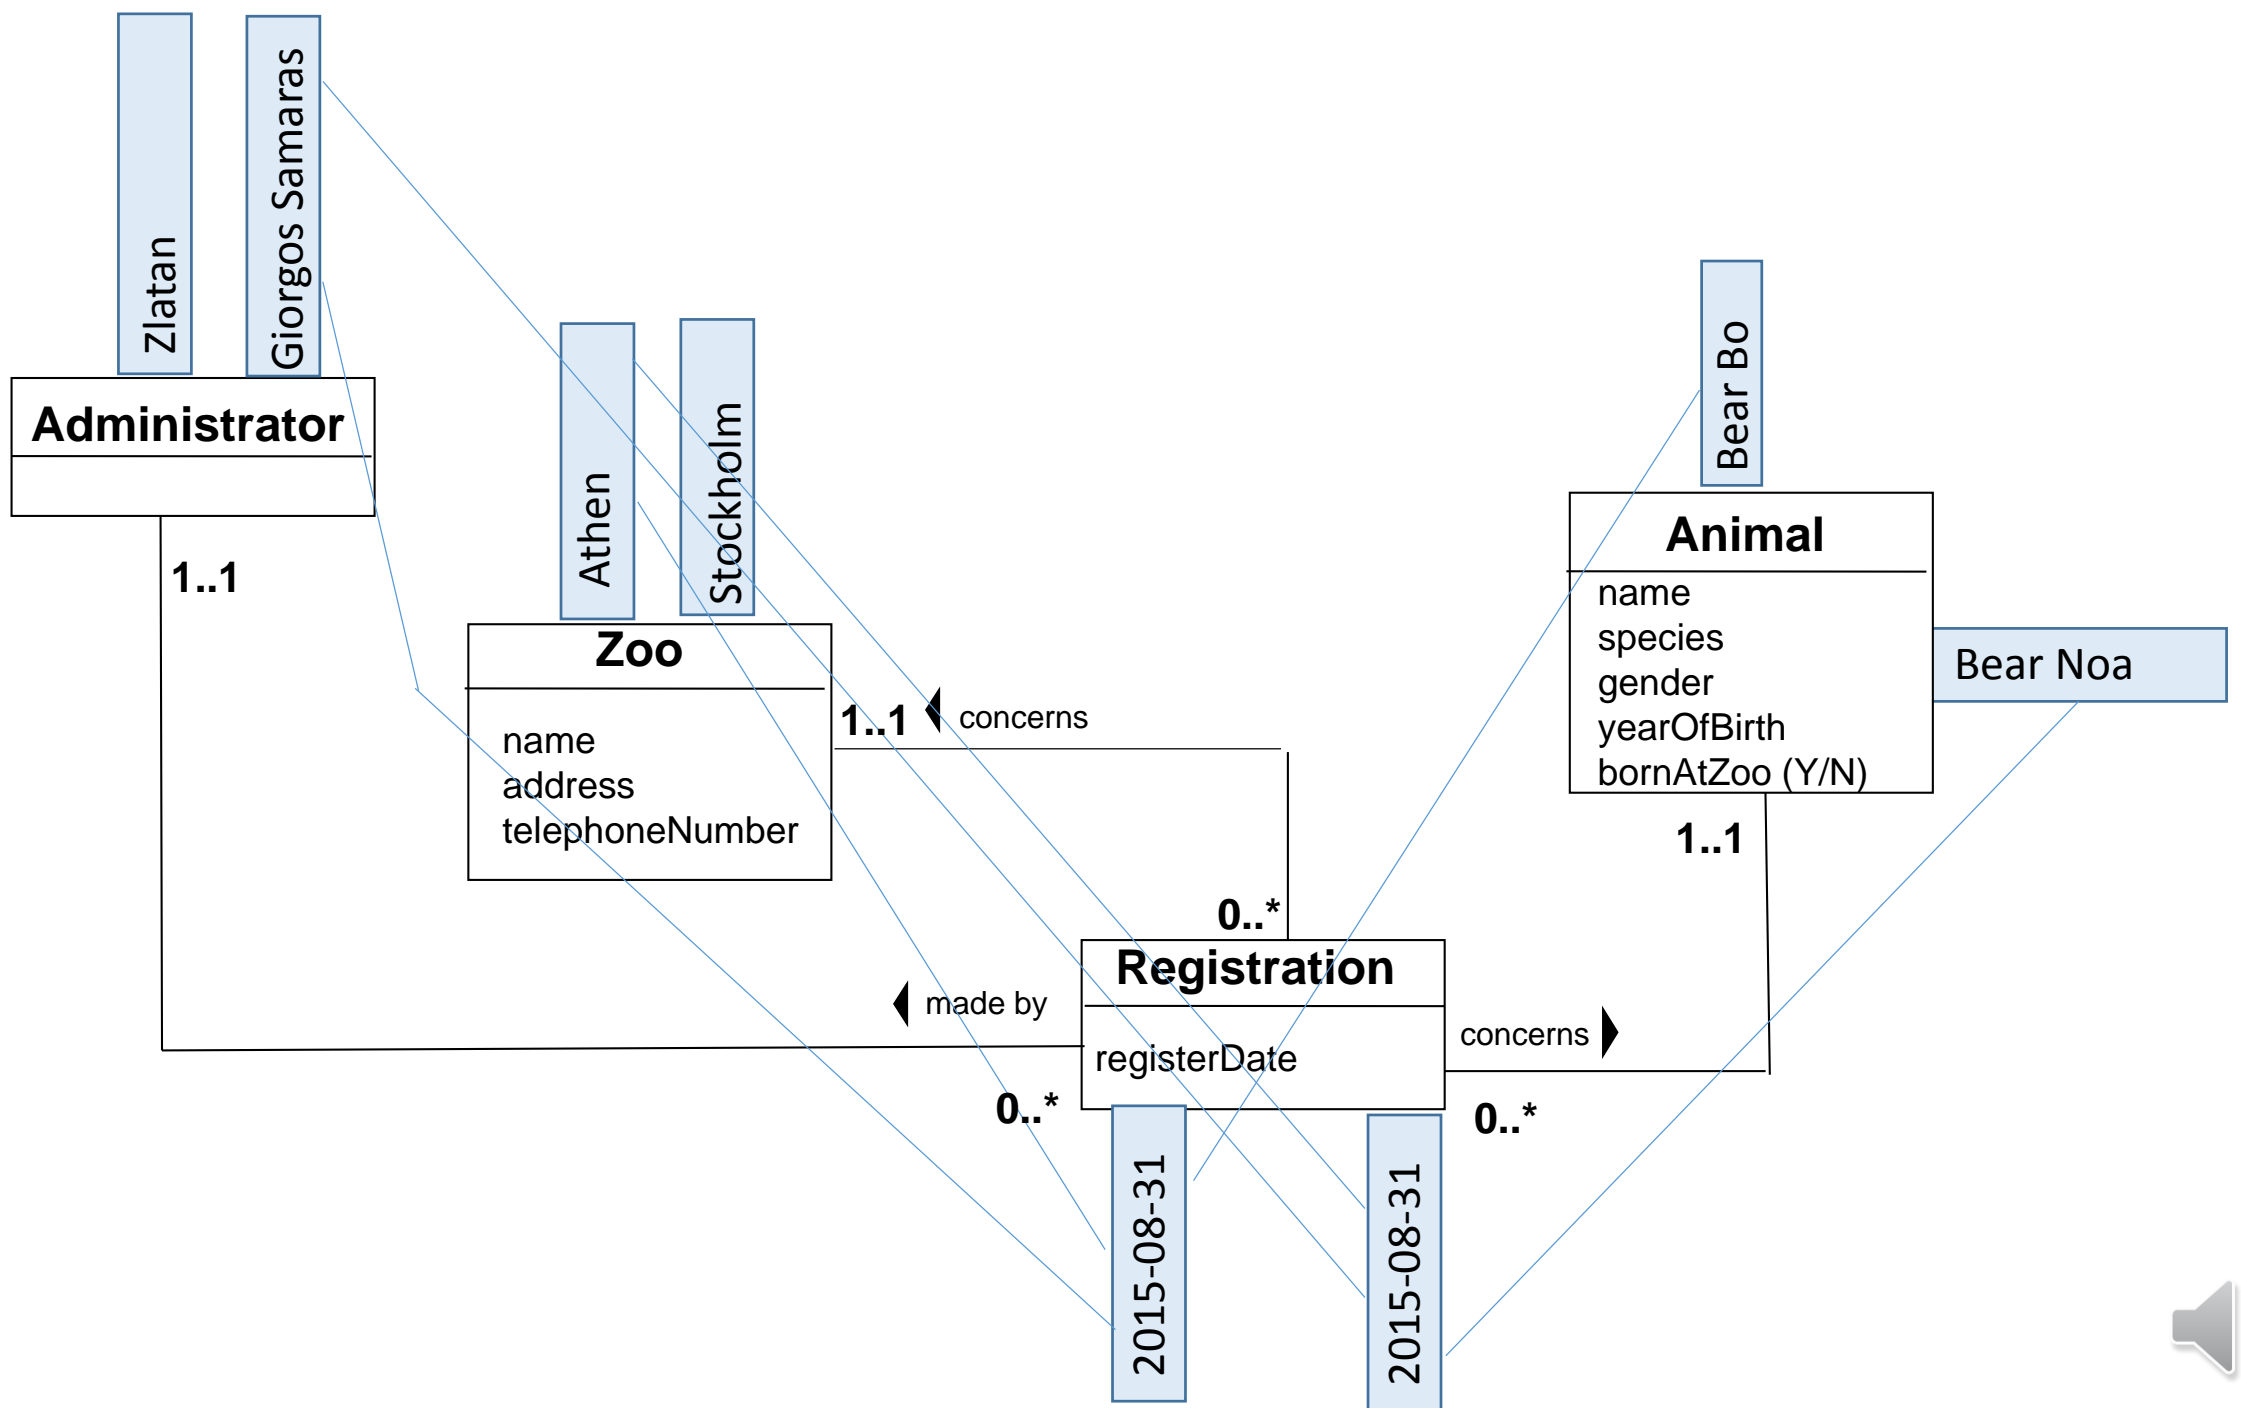 Zlatan
Giorgos Samaras
Administrator
1..1
Athen
Stockholm
Zoo
name
address
telephoneNumber
1..1
concerns
Bear Bo
Animal
name
species
gender
yearOfBirth
bornAtZoo (Y/N)
Bear Noa
1..1
0..*
Registration
registerDate
made by
0..*
concerns
0..*
2015-08-31
2015-08-31